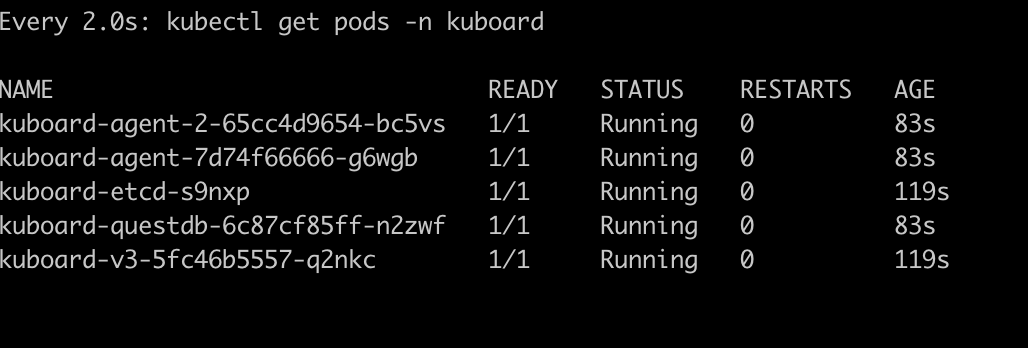 Every 2.0s: kubectl get pods -n kuboard
NAME READY STATUS RESTARTS AGE
kuboard-agent-2-65cc4d9654-bc5vs 1/1 Running 0 83s
kuboard-agent-7d74f66666-g6wgb 1/1 Running 0 83s
kuboard-etcd-s9nxp 1/1 Running 0 119s
kuboard-questdb-6c87cf85ff-n2zwf 1/1 Running 0 83s
kuboard-v3-5fc46b5557-q2nkc 1/1 Running 0 119s